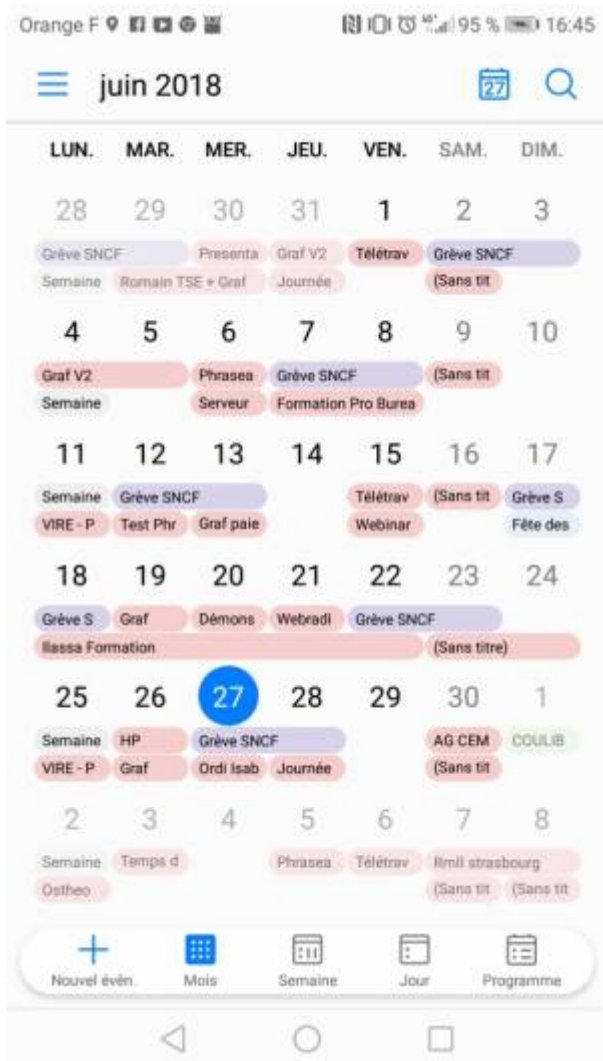 Orange F 95 % 16:45
juin 2018 27
LUN. MAR. MER. JEU. VEN. SAM. DIM.
28 29 30 31 1 2 3
Grève SNCF Presenta Graf V2 Télétrav Grève SNCF
Semaine Romain TSE + Graf Journée (Sans tit
4 5 6 7 8 9 10
Graf V2 Phrasea Grève SNCF (Sans tit
Semaine Serveur Formation Pro Burea
11 12 13 14 15 16 17
Semaine Grève SNCF Télétrav (Sans tit Grève S
VIRE - P Test Phr Graf paie Webinar Fête des
18 19 20 21 22 23 24
Grève S Graf Démons Webradi Grève SNCF
Ilassa Formation (Sans titre)
25 26 27 28 29 30 1
Semaine HP Grève SNCF AG CEM COULIB
VIRE - P Graf Ordi Isab Journée (Sans tit
2 3 4 5 6 7 8
Semaine Temps d Phrasea Télétrav Rmll strasbourg
Ostheo (Sans tit (Sans tit
Nouvel évén. Mois Semaine Jour Programme